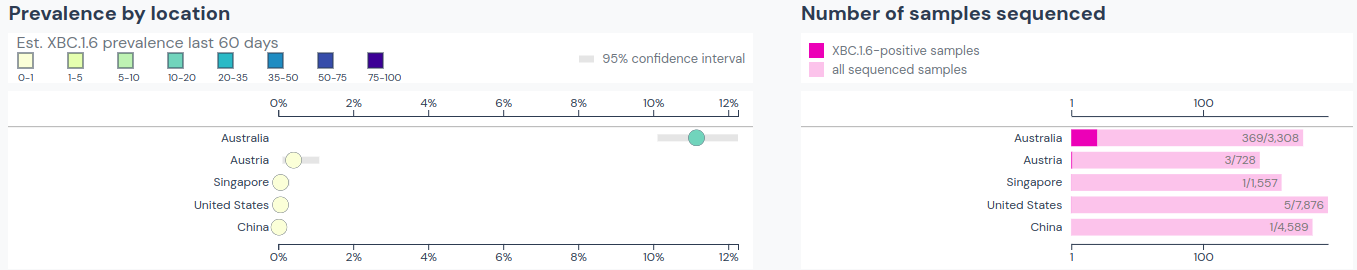 Prevalence by location
Est. XBC.1.6 prevalence last 60 days
0-1 1-5 5-10 10-20 20-35 35-50 50-75 75-100
95% confidence interval
0% 2% 4% 6% 8% 10% 12%
Australia
Austria
Singapore
United States
China
0% 2% 4% 6% 8% 10% 12%
Number of samples sequenced
XBC.1.6-positive samples
all sequenced samples
1 100
Australia 369/3,308
Austria 3/728
Singapore 1/1,557
United States 5/7,876
China 1/4,589
1 100